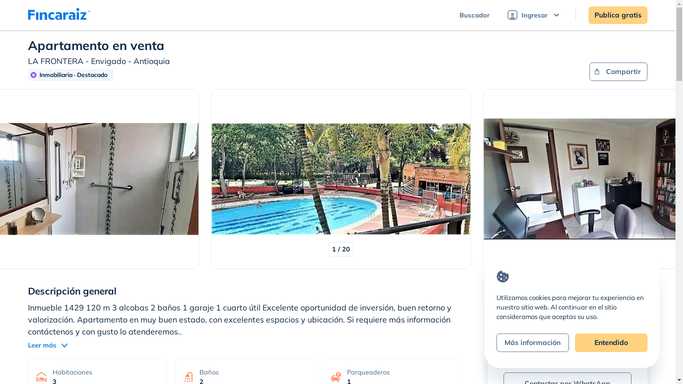 Fincaraiz
Buscador
Ingresar
Publica gratis
Apartamento en venta
LA FRONTERA - Envigado - Antioquia
Inmobiliaria - Destacado
Compartir
1 / 20
Descripción general
Inmueble 1429 120 m 3 alcobas 2 baños 1 garaje 1 cuarto útil Excelente oportunidad de inversión, buen retorno y
valorización. Apartamento en muy buen estado, con excelentes espacios y ubicación. Si requiere más información
contáctenos y con gusto lo atenderemos..
Leer más
Habitaciones
3
Baños
2
Parqueaderos
1
Utilizamos cookies para mejorar tu experiencia en
nuestro sitio web. Al continuar en el sitio
consideramos que aceptas su uso.
Más información
Entendido
Contactar por WhatsApp